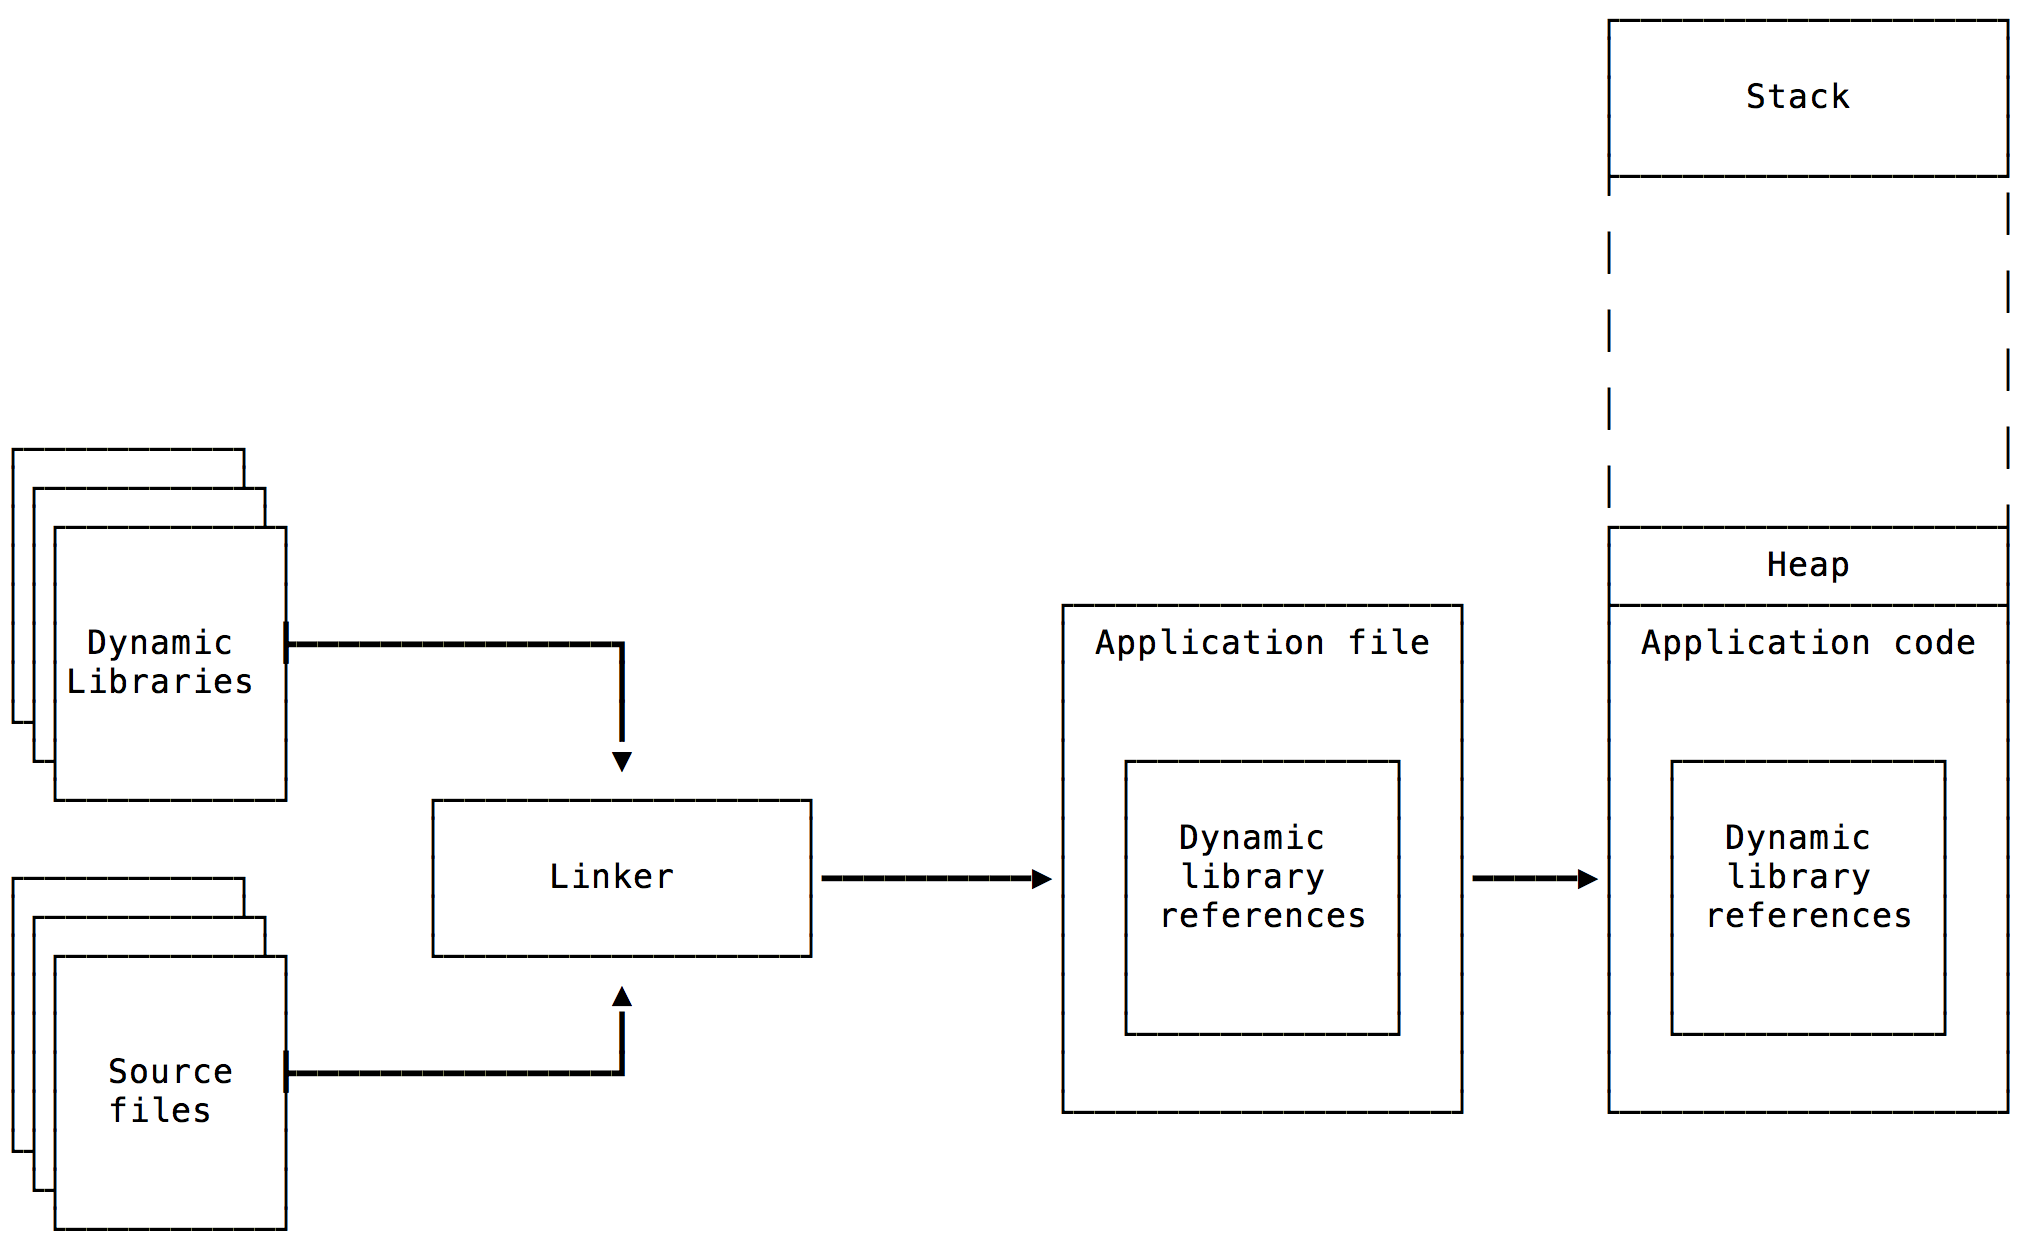 Stack
Heap
Dynamic
Libraries
Application file
Application code
Dynamic
library
references
Dynamic
library
references
Linker
Source
files